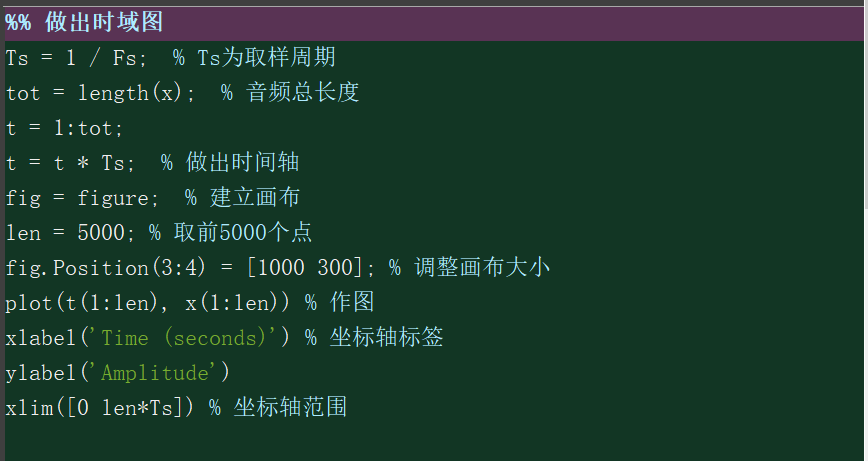 %% 做出时域图
Ts = 1 / Fs;  % Ts为取样周期
tot = length(x);  % 音频总长度
t = 1:tot;
t = t * Ts;  % 做出时间轴
fig = figure;  % 建立画布
len = 5000; % 取前5000个点
fig.Position(3:4) = [1000 300]; % 调整画布大小
plot(t(1:len), x(1:len)) % 作图
xlabel('Time (seconds)') % 坐标轴标签
ylabel('Amplitude')
xlim([0 len*Ts]) % 坐标轴范围